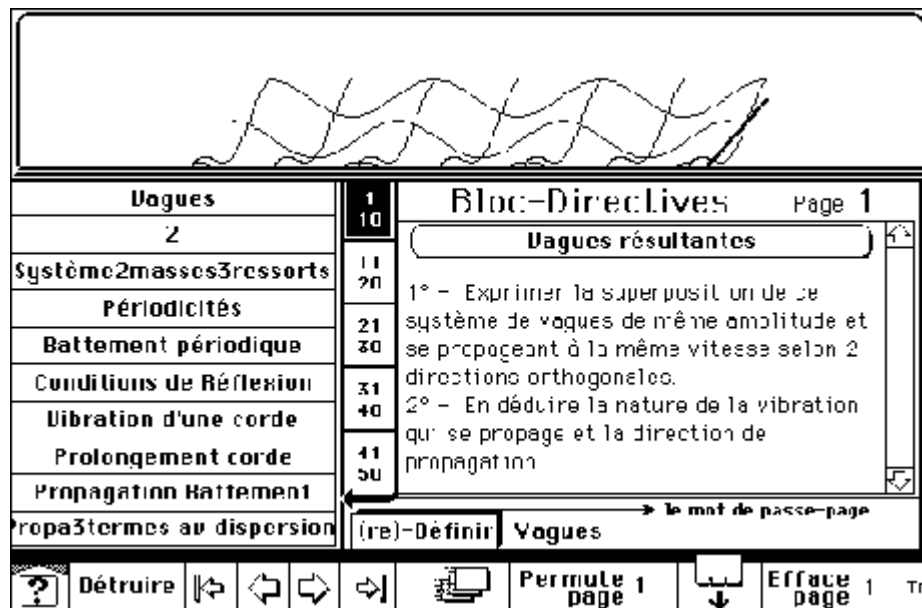 Vagues
2
Système2masses3ressorts
Périodicités
Battement périodique
Conditions de Réflexion
Vibration d'une corde
Prolongement corde
Propagation Battement
Propa3termes av dispersion
1
10
11
20
21
30
31
40
41
50
Bloc-Directives Page 1
Vagues résultantes
1° - Exprimer la superposition de ce
système de vagues de même amplitude et
se propageant à la même vitesse selon 2
directions orthogonales.
2° - En déduire la nature de la vibration
qui se propage et la direction de
propagation
le mot de passe-page
(re)-Définir Vagues
? Détruire Permute page 1 Efface page 1